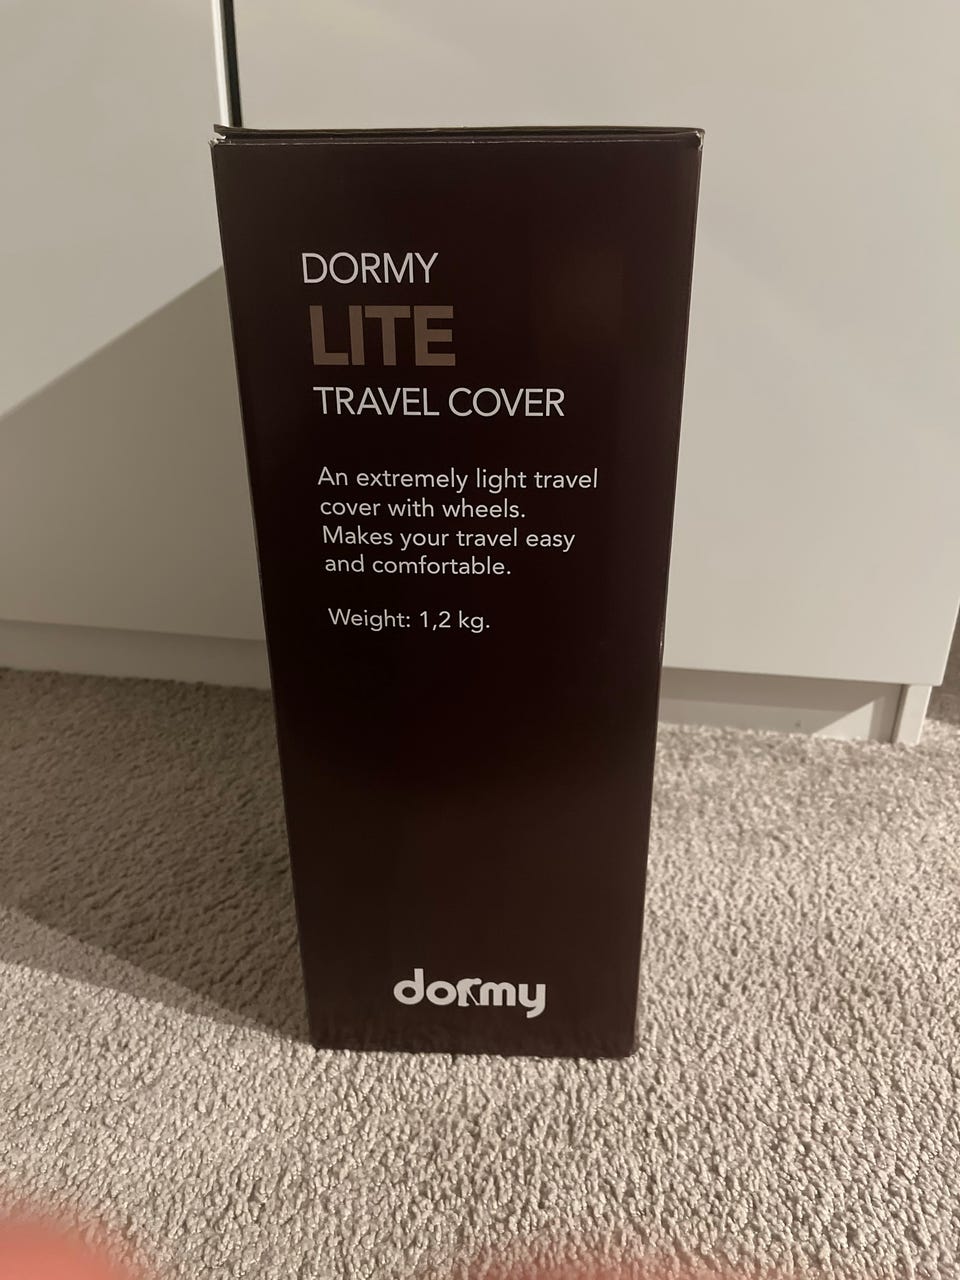 DORMY
LITE
TRAVEL COVER
An extremely light travel
cover with wheels.
Makes your travel easy
and comfortable.
Weight: 1,2 kg.
dormy